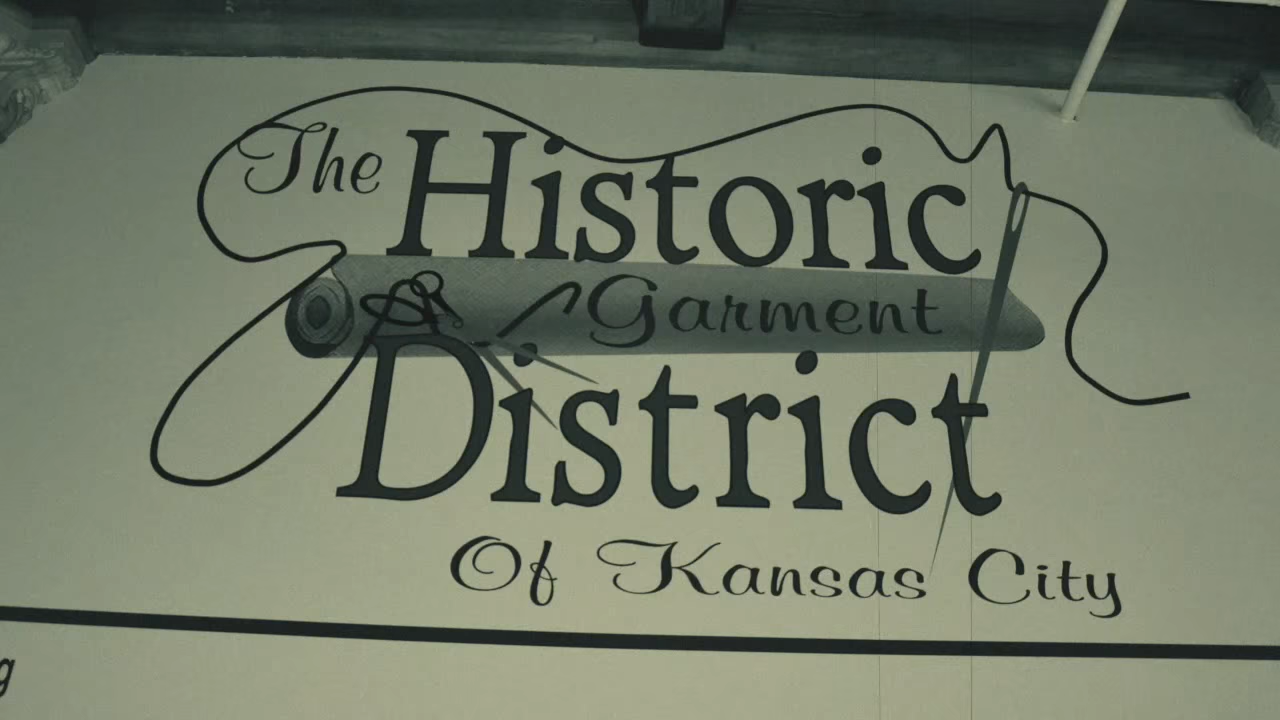 The Historic
Garment
District
Of Kansas City
g